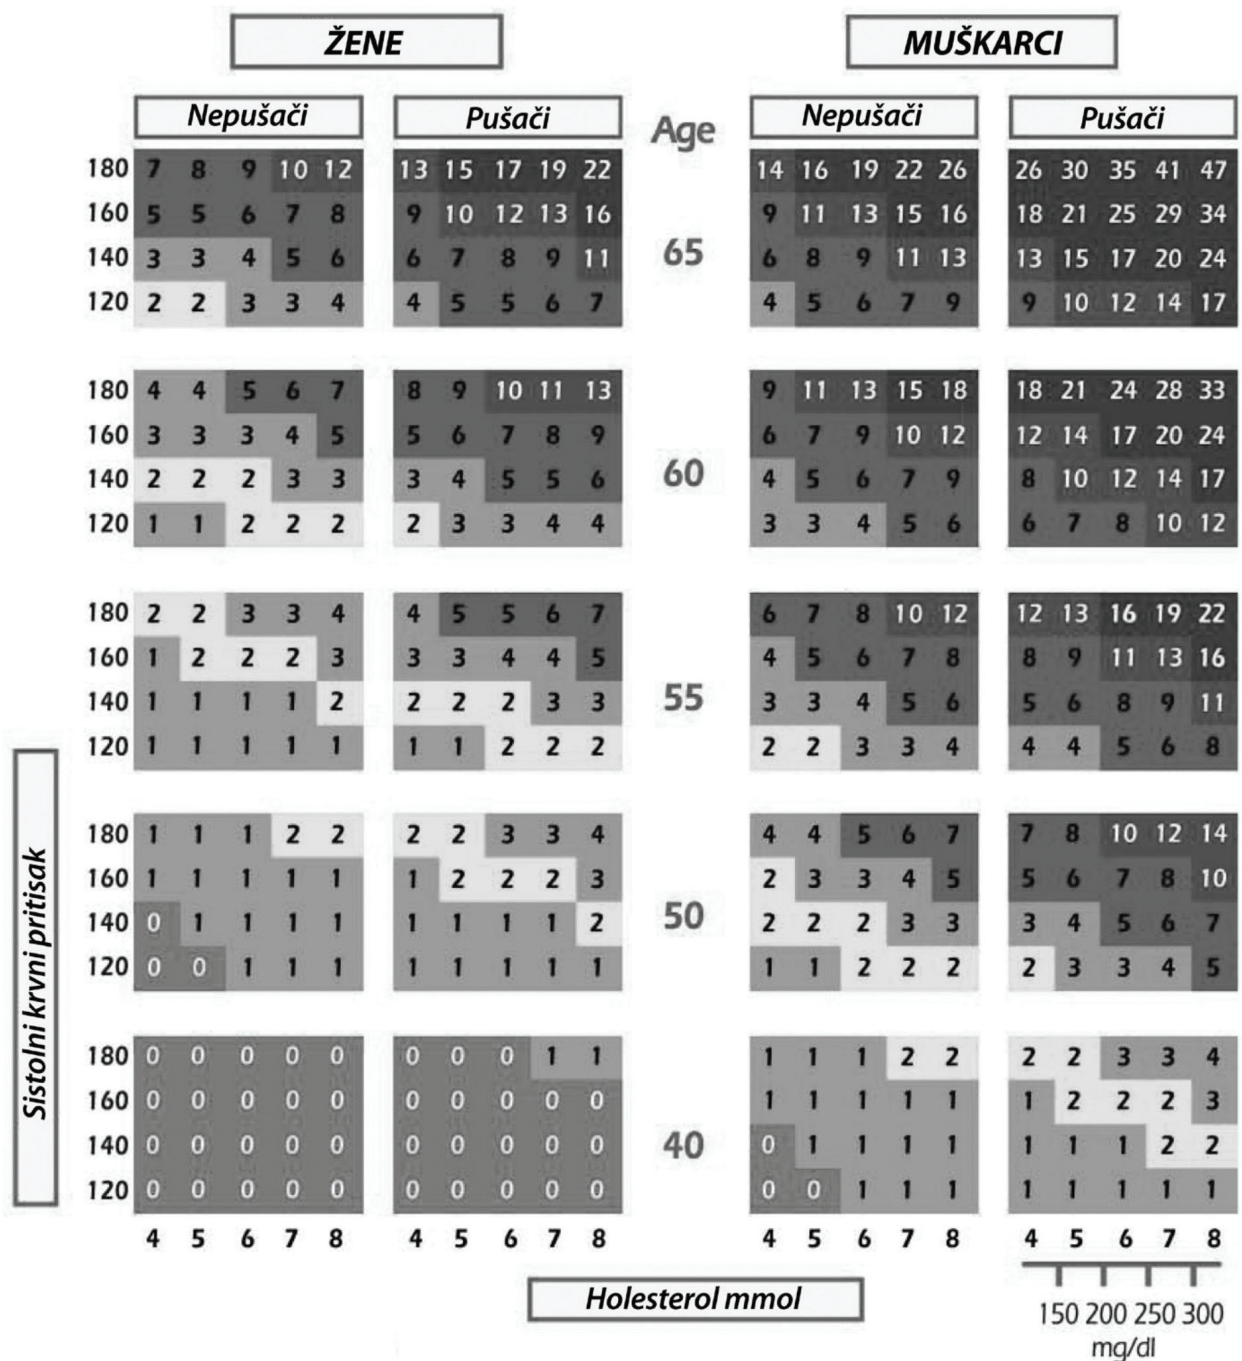 ŽENE MUŠKARCI
Nepušači Pušači Age Nepušači Pušači
180 7 8 9 10 12 13 15 17 19 22 14 16 19 22 26 26 30 35 41 47
160 5 5 6 7 8 9 10 12 13 16 9 11 13 15 16 18 21 25 29 34
65
140 3 3 4 5 6 6 7 8 9 11 6 8 9 11 13 13 15 17 20 24
120 2 2 3 3 4 4 5 5 6 7 4 5 6 7 9 9 10 12 14 17
180 4 4 5 6 7 8 9 10 11 13 9 11 13 15 18 18 21 24 28 33
160 3 3 3 4 5 5 6 7 8 9 6 7 9 10 12 12 14 17 20 24
60
140 2 2 2 3 3 3 4 5 5 6 4 5 6 7 9 8 10 12 14 17
120 1 1 2 2 2 2 3 3 4 4 3 3 4 5 6 6 7 8 10 12
180 2 2 3 3 4 4 5 5 6 7 6 7 8 10 12 12 13 16 19 22
160 1 2 2 2 3 3 3 4 4 5 4 5 6 7 8 8 9 11 13 16
55
140 1 1 1 1 2 2 2 2 3 3 3 3 4 5 6 5 6 8 9 11
120 1 1 1 1 1 1 1 2 2 2 2 2 3 3 4 4 4 5 6 8
180 1 1 1 2 2 2 2 3 3 4 4 4 5 6 7 7 8 10 12 14
160 1 1 1 1 1 1 2 2 2 3 2 3 3 4 5 5 6 7 8 10
50
140 0 1 1 1 1 1 1 1 1 2 2 2 2 3 3 3 4 5 6 7
120 0 0 1 1 1 1 1 1 1 1 1 1 2 2 2 2 3 3 4 5
180 0 0 0 0 0 0 0 0 1 1 1 1 1 2 2 2 2 3 3 4
160 0 0 0 0 0 0 0 0 0 0 1 1 1 1 1 1 2 2 2 3
40
140 0 0 0 0 0 0 0 0 0 0 0 1 1 1 1 1 1 1 2 2
120 0 0 0 0 0 0 0 0 0 0 0 0 1 1 1 1 1 1 1 1
4 5 6 7 8 4 5 6 7 8 4 5 6 7 8 4 5 6 7 8
Sistolni krvni pritisak
Holesterol mmol
150 200 250 300
mg/dl